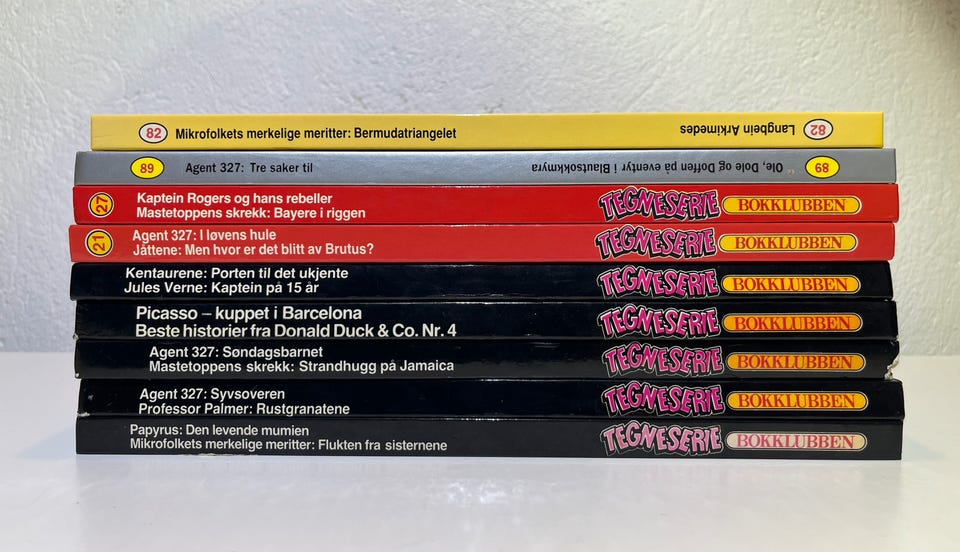 82 Mikrofolkets merkelige meritter: Bermudatriangelet Langbein Arkimedes 82
89 Agent 327: Tre saker til Ole, Dole og Doffen på eventyr i Blautsokkmyra 89
27 Kaptein Rogers og hans rebeller
Mastetoppens skrekk: Bayere i riggen
TEGNESERIE BOKKLUBBEN
21 Agent 327: I løvens hule
Jåttene: Men hvor er det blitt av Brutus?
TEGNESERIE BOKKLUBBEN
Kentaurene: Porten til det ukjente
Jules Verne: Kaptein på 15 år
TEGNESERIE BOKKLUBBEN
Picasso – kuppet i Barcelona
Beste historier fra Donald Duck & Co. Nr. 4
TEGNESERIE BOKKLUBBEN
Agent 327: Søndagsbarnet
Mastetoppens skrekk: Strandhugg på Jamaica
TEGNESERIE BOKKLUBBEN
Agent 327: Syvsoveren
Professor Palmer: Rustgranatene
TEGNESERIE BOKKLUBBEN
Papyrus: Den levende mumien
Mikrofolkets merkelige meritter: Flukten fra sisternene
TEGNESERIE BOKKLUBBEN